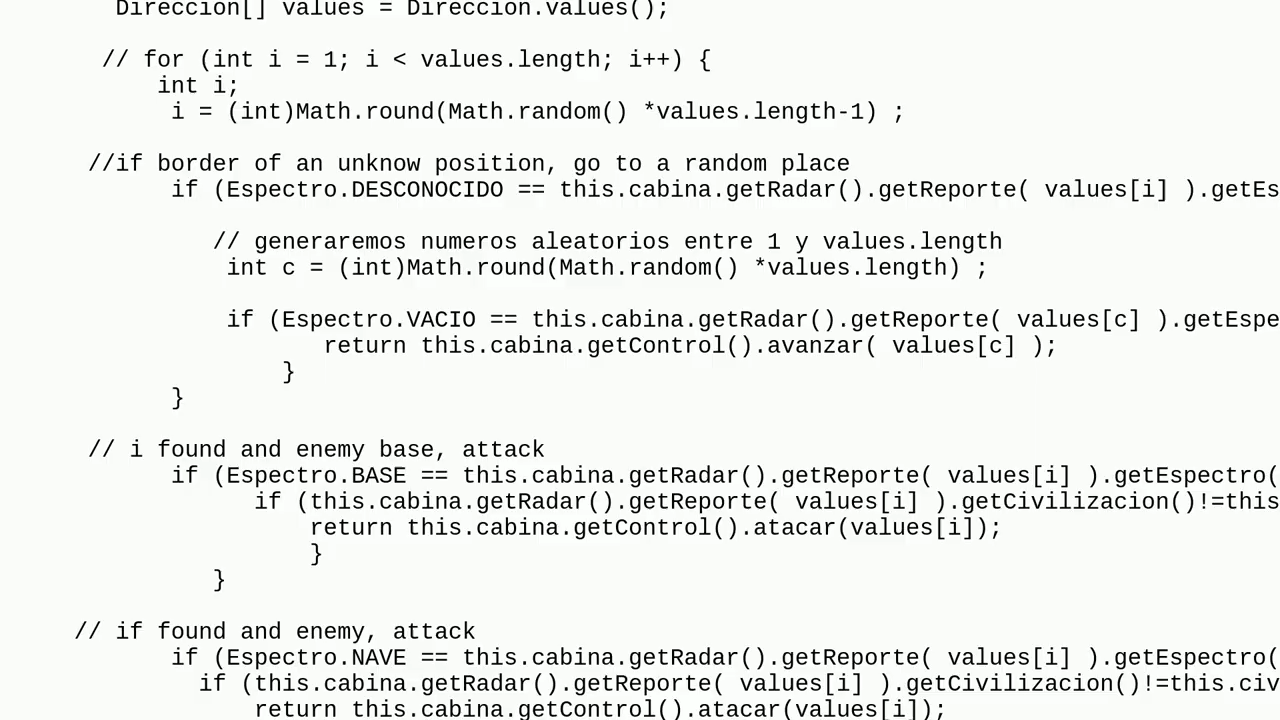 Direccion[] values = Direccion.values();
// for (int i = 1; i < values.length; i++) {
int i;
i = (int)Math.round(Math.random() *values.length-1) ;
//if border of an unknow position, go to a random place
if (Espectro.DESCONOCIDO == this.cabina.getRadar().getReporte( values[i] ).getEs
// generaremos numeros aleatorios entre 1 y values.length
int c = (int)Math.round(Math.random() *values.length) ;
if (Espectro.VACIO == this.cabina.getRadar().getReporte( values[c] ).getEspe
return this.cabina.getControl().avanzar( values[c] );
}
}
// i found and enemy base, attack
if (Espectro.BASE == this.cabina.getRadar().getReporte( values[i] ).getEspectro(
if (this.cabina.getRadar().getReporte( values[i] ).getCivilizacion()!=this
return this.cabina.getControl().atacar(values[i]);
}
}
// if found and enemy, attack
if (Espectro.NAVE == this.cabina.getRadar().getReporte( values[i] ).getEspectro(
if (this.cabina.getRadar().getReporte( values[i] ).getCivilizacion()!=this.civ
return this.cabina.getControl().atacar(values[i]);